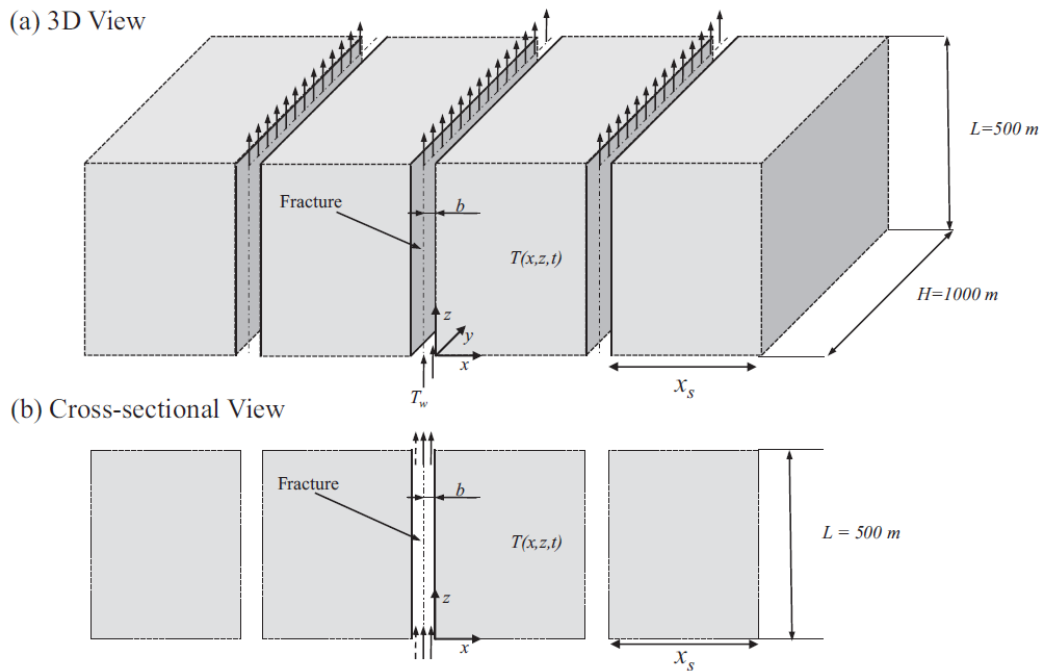 (a) 3D View
L=500 m
Fracture
b
T(x,z,t)
H=1000 m
z
y
x
T_w
x_s
(b) Cross-sectional View
Fracture
b
T(x,z,t)
L = 500 m
z
x
x_s